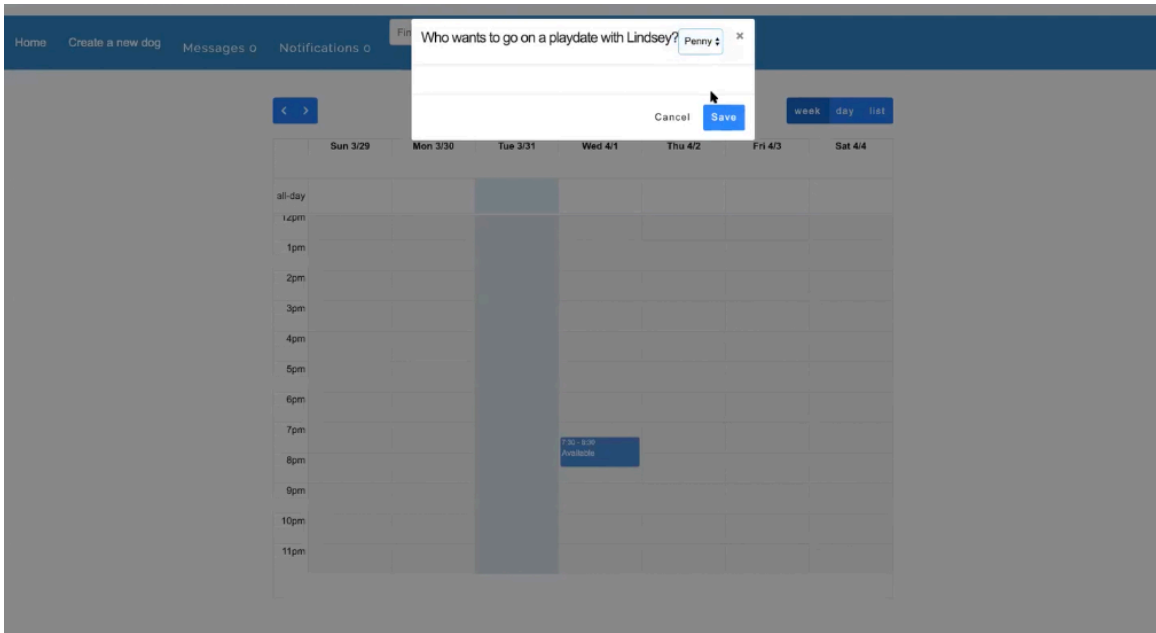 Home Create a new dog Messages 0 Notifications 0 Fin
Who wants to go on a playdate with Lindsey? Penny ×
Cancel Save
< > week day list
Sun 3/29 Mon 3/30 Tue 3/31 Wed 4/1 Thu 4/2 Fri 4/3 Sat 4/4
all-day
12pm
1pm
2pm
3pm
4pm
5pm
6pm
7pm
Available
8pm
9pm
10pm
11pm